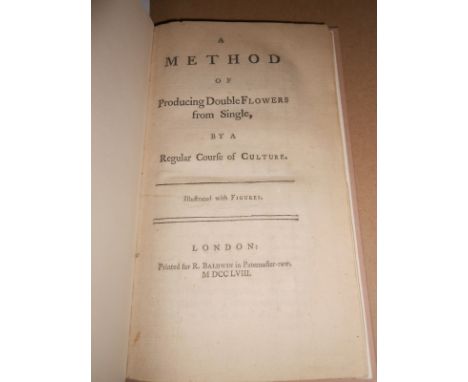 A
METHOD
OF
Producing Double FLOWERS
from Single,
BY A
Regular Courſe of CULTURE.
Illuſtrated with FIGURES.
LONDON:
Printed for R. BALDWIN in Paternoſter-row.
M DCC LVIII.